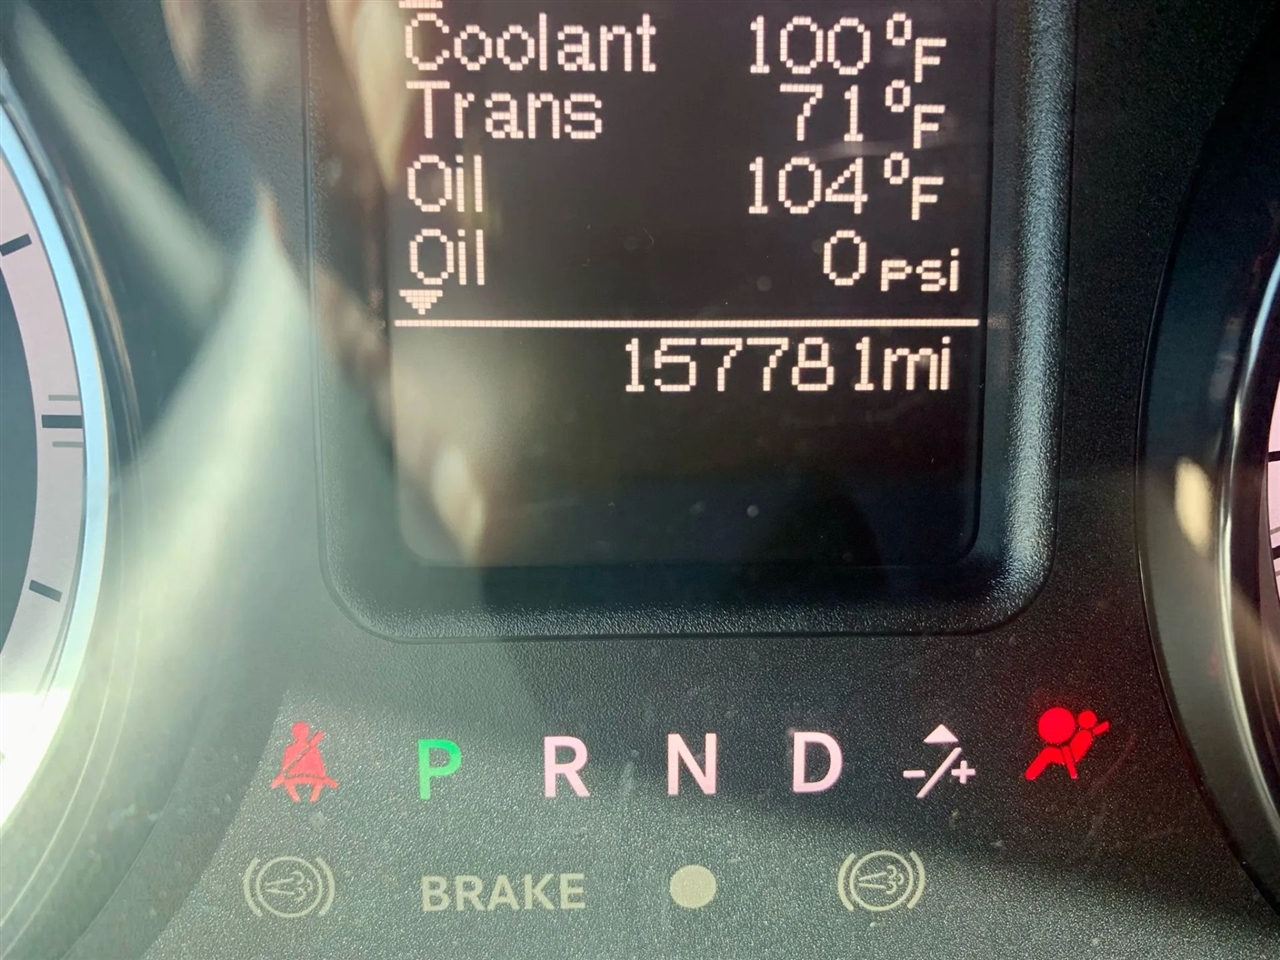 Coolant 100°F
Trans 71°F
Oil 104°F
Oil 0 psi
157781mi
P R N D -/+
BRAKE